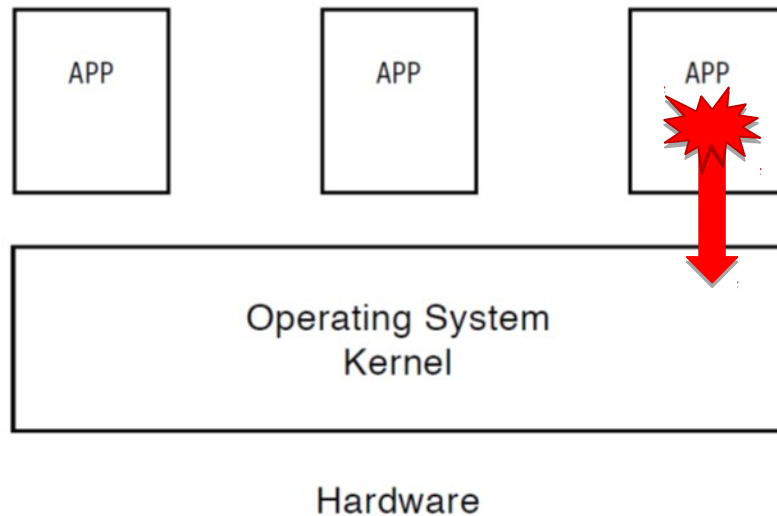 APP
APP
APP
Operating System
Kernel
Hardware